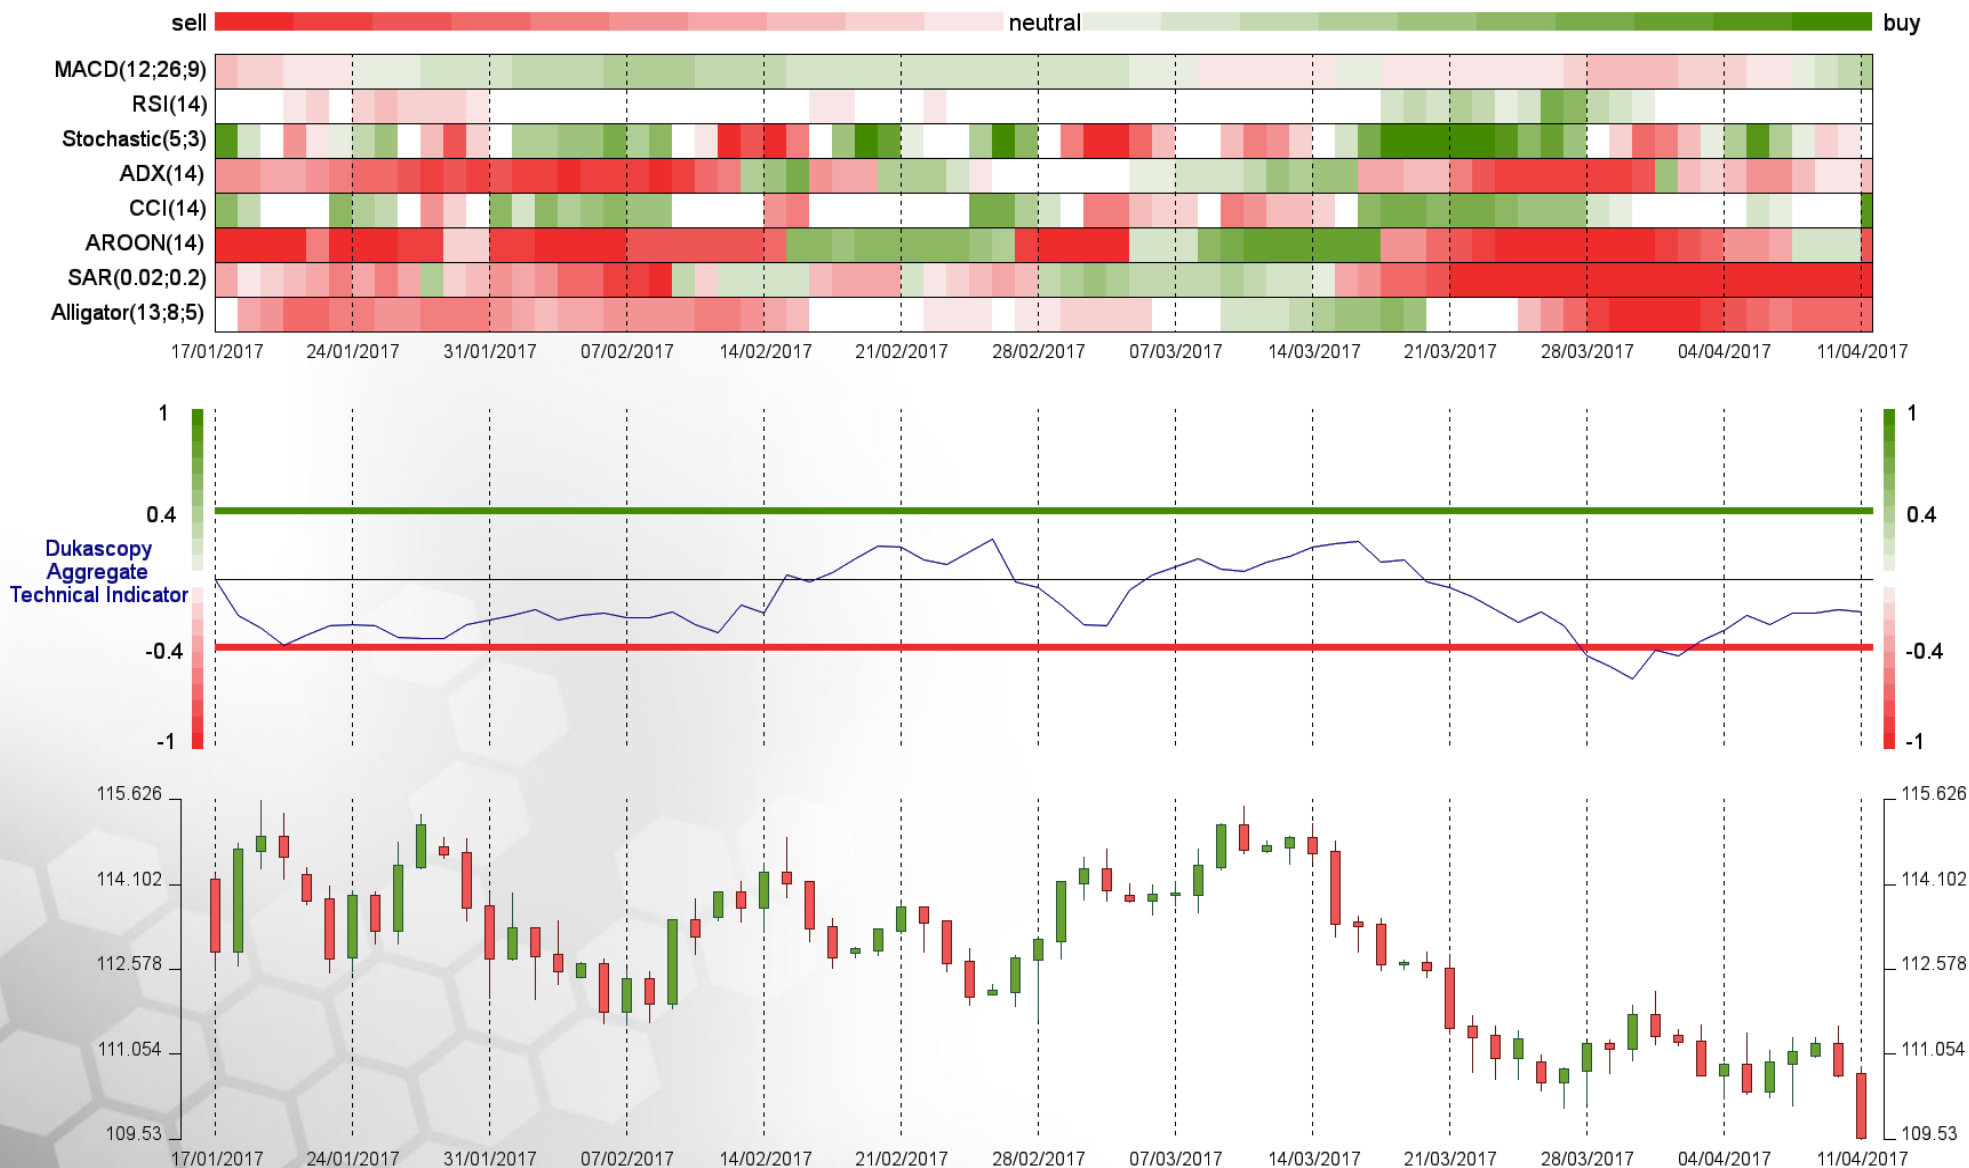 sell neutral buy
MACD(12;26;9)
RSI(14)
Stochastic(5;3)
ADX(14)
CCI(14)
AROON(14)
SAR(0.02;0.2)
Alligator(13;8;5)
17/01/2017 24/01/2017 31/01/2017 07/02/2017 14/02/2017 21/02/2017 28/02/2017 07/03/2017 14/03/2017 21/03/2017 28/03/2017 04/04/2017 11/04/2017
1 1
0.4 0.4
Dukascopy
Aggregate
Technical Indicator
-0.4 -0.4
-1 -1
115.626 115.626
114.102 114.102
112.578 112.578
111.054 111.054
109.53 109.53
17/01/2017 24/01/2017 31/01/2017 07/02/2017 14/02/2017 21/02/2017 28/02/2017 07/03/2017 14/03/2017 21/03/2017 28/03/2017 04/04/2017 11/04/2017